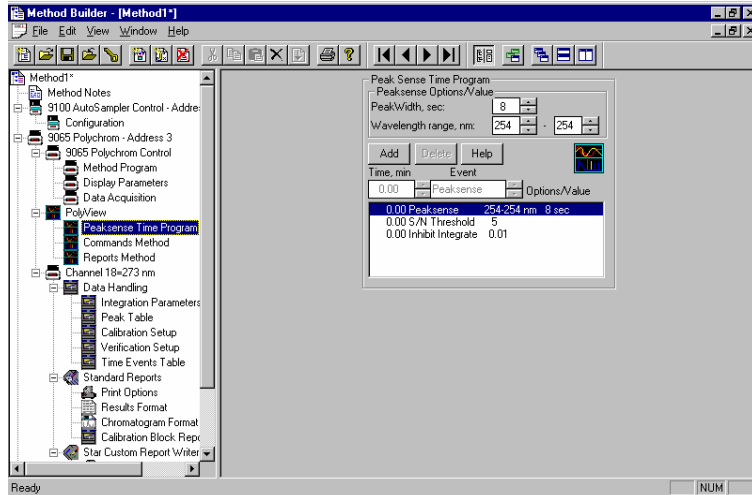 Method Builder - [Method1*]
File Edit View Window Help
Method1*
Method Notes
9100 AutoSampler Control - Addre
Configuration
9065 Polychrom - Address 3
9065 Polychrom Control
Method Program
Display Parameters
Data Acquisition
PolyView
Peaksense Time Program
Commands Method
Reports Method
Channel 18=273 nm
Data Handling
Integration Parameters
Peak Table
Calibration Setup
Verification Setup
Time Events Table
Standard Reports
Print Options
Results Format
Chromatogram Format
Calibration Block Repo
Star Custom Report Writer
Peak Sense Time Program
Peaksense Options/Value
PeakWidth, sec: 8
Wavelength range, nm: 254 - 254
Add Delete Help
Time, min Event
0.00 Peaksense Options/Value
0.00 Peaksense 254-254 nm 8 sec
0.00 S/N Threshold 5
0.00 Inhibit Integrate 0.01
Ready NUM